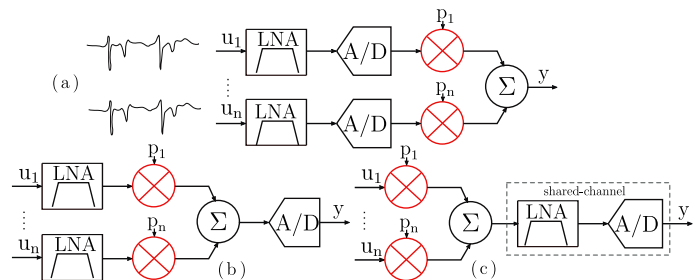 p1
u1 LNA A/D
Σ y
(a)
pn
un LNA A/D
p1
u1 LNA
pn
un LNA
Σ A/D y
(b)
p1
u1
pn
un
Σ
shared-channel
LNA A/D y
(c)